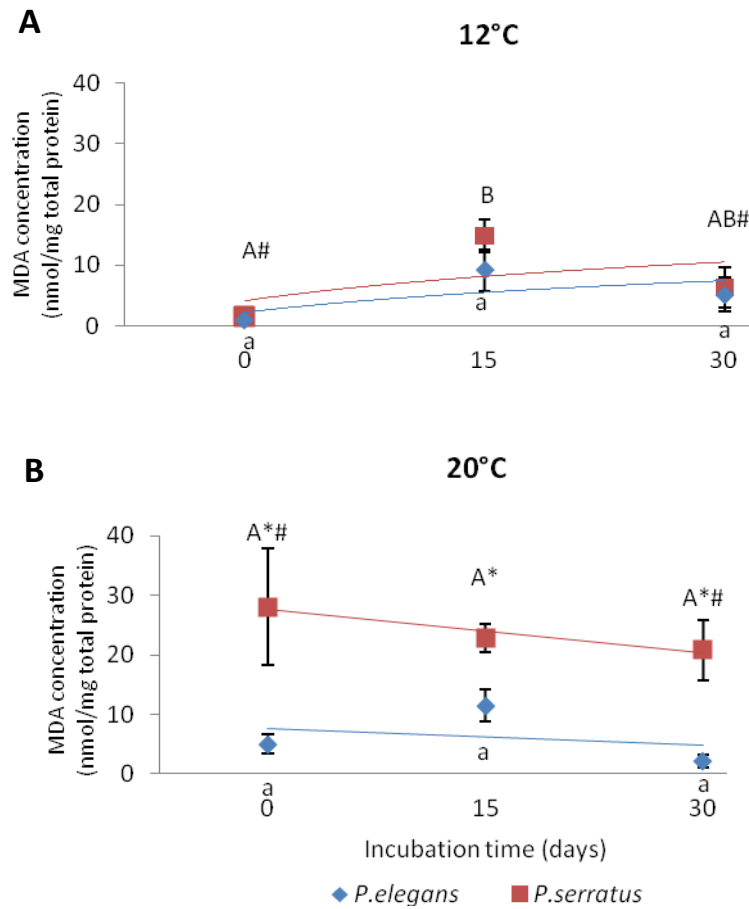 A
12°C
MDA concentration
(nmol/mg total protein)
40
30
20
10
0
A#
B
AB#
a
a
a
0
15
30
B
20°C
MDA concentration
(nmol/mg total protein)
40
30
20
10
0
A*#
A*
A*#
a
a
a
0
15
30
Incubation time (days)
P.elegans
P.serratus